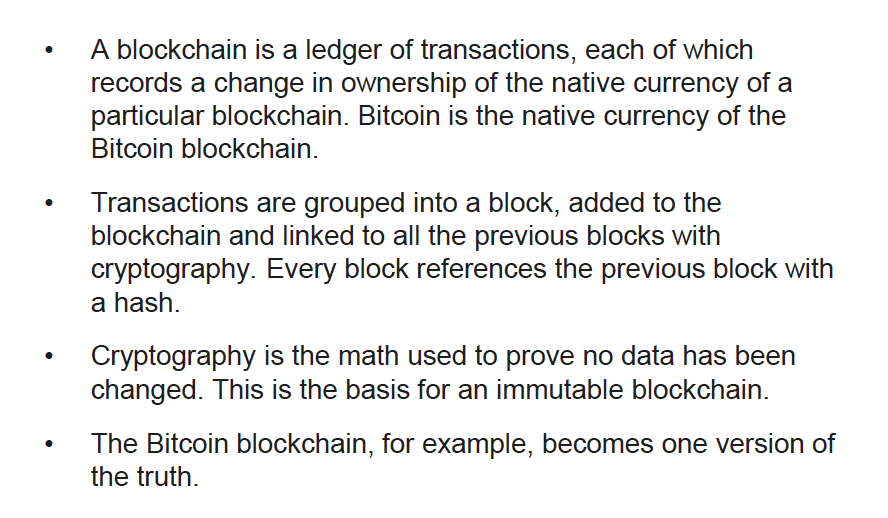 • A blockchain is a ledger of transactions, each of which
records a change in ownership of the native currency of a
particular blockchain. Bitcoin is the native currency of the
Bitcoin blockchain.
• Transactions are grouped into a block, added to the
blockchain and linked to all the previous blocks with
cryptography. Every block references the previous block with
a hash.
• Cryptography is the math used to prove no data has been
changed. This is the basis for an immutable blockchain.
• The Bitcoin blockchain, for example, becomes one version of
the truth.